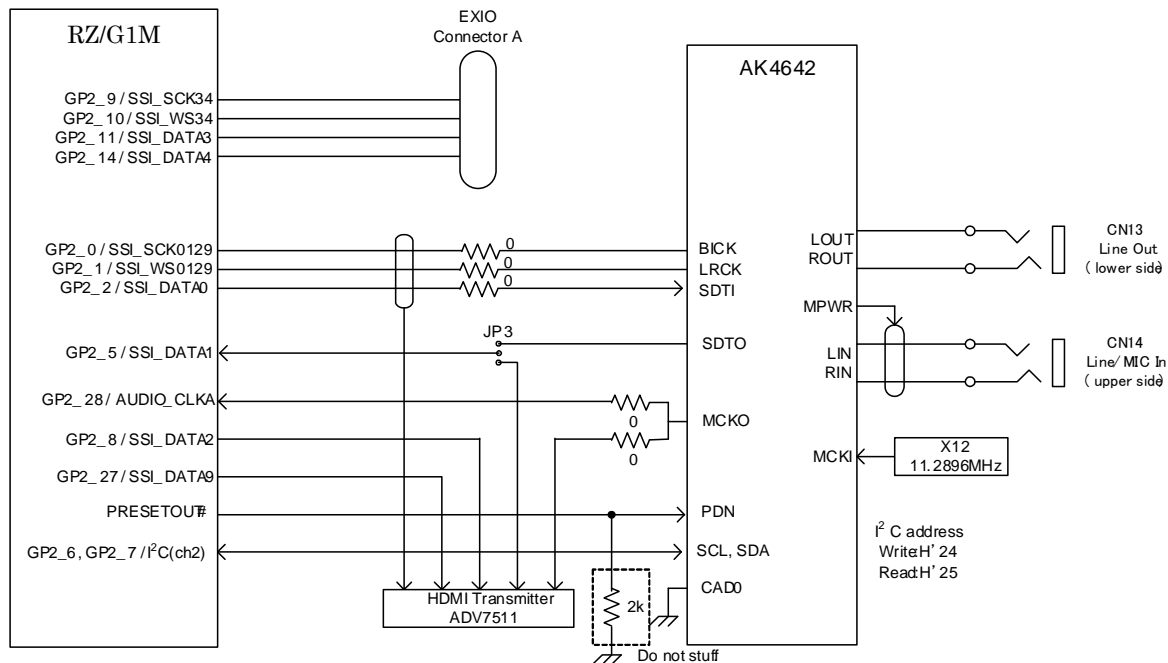 RZ/G1M
EXIO
Connector A
AK4642
GP2_9/SSI_SCK34
GP2_10/SSI_WS34
GP2_11/SSI_DATA3
GP2_14/SSI_DATA4
GP2_0/SSI_SCK0129
GP2_1/SSI_WS0129
GP2_2/SSI_DATA0
GP2_5/SSI_DATA1
GP2_28/AUDIO_CLKA
GP2_8/SSI_DATA2
GP2_27/SSI_DATA9
PRESETOUT#
GP2_6, GP2_7/I²C(ch2)
0
0
0
JP3
0
0
HDMI Transmitter
ADV7511
2k
Do not stuff
BICK
LRCK
SDTI
SDTO
MCKO
PDN
SCL, SDA
CAD0
LOUT
ROUT
MPWR
LIN
RIN
MCKI
CN13
Line Out
(lower side)
CN14
Line/MIC In
(upper side)
X12
11.2896MHz
I² C address
Write:H'24
Read:H'25